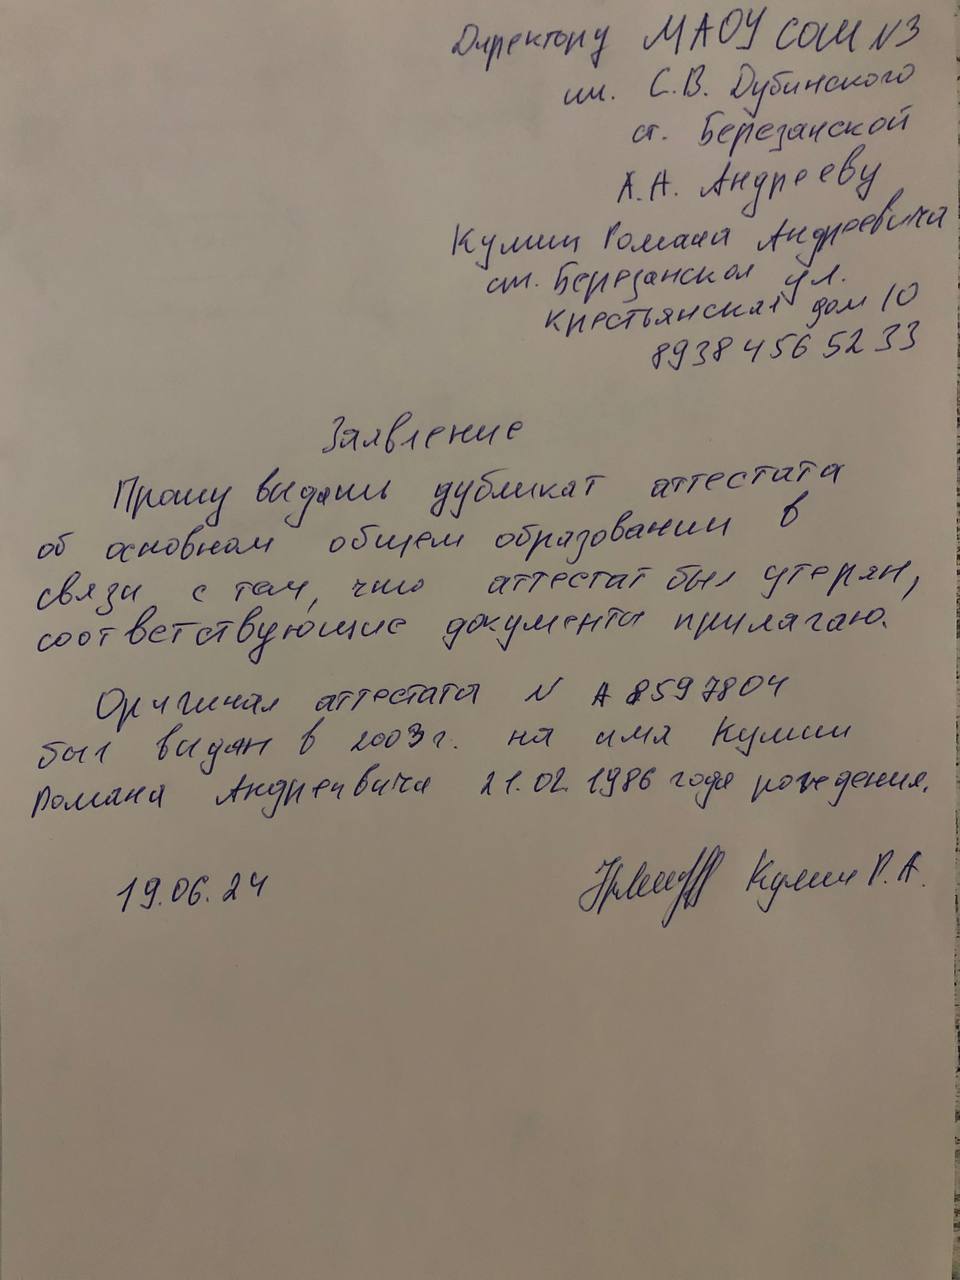 Директору МАОУ СОШ N3
им. С.В. Дубинского
ст. Березанской
А.А. Андрееву
Кумин Романа Андреевича
ст. Березанская ул.
Крестьянская дом 10
8938 456 52 33
Заявление
Прошу выдать дубликат аттестата
об основном общем образовании в
связи с тем, что аттестат был утерян,
соответствующие документы прилагаю.
Оригинал аттестата N А 8597804
был выдан в 2003 г. на имя Кумин
Романа Андреевича 21.02.1986 года рождения.
19.06.24 Кумин Р.А.